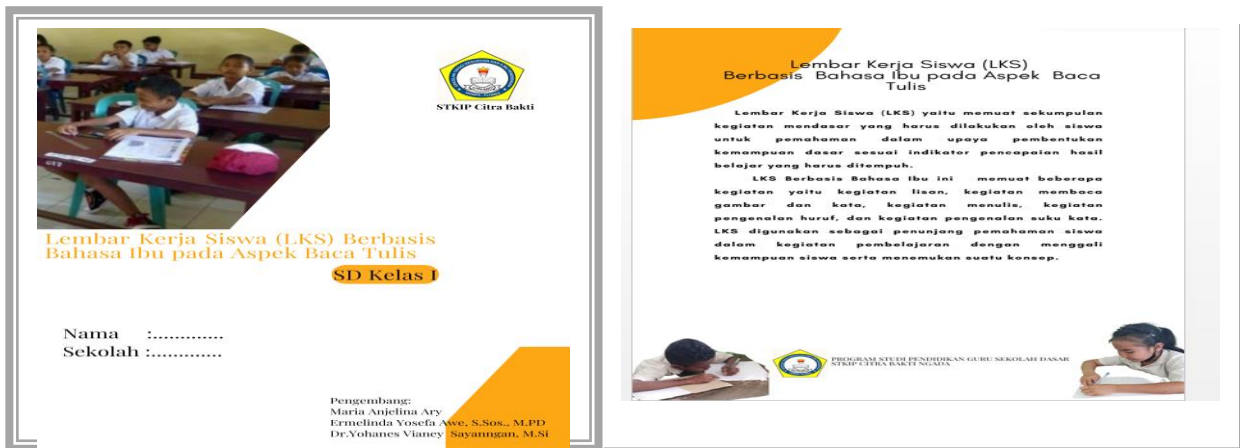 STKIP Citra Bakti
Lembar Kerja Siswa (LKS) Berbasis
Bahasa Ibu pada Aspek Baca Tulis
SD Kelas I
Nama :............
Sekolah :............
Pengembang:
Maria Anjelina Ary
Ermelinda Yosefa Awe, S.Sos., M.PD
Dr.Yohanes Vianey Sayanngan, M.Si
Lembar Kerja Siswa (LKS)
Berbasis Bahasa Ibu pada Aspek Baca
Tulis
Lembar Kerja Siswa (LKS) yaitu memuat sekumpulan
kegiatan mendasar yang harus dilakukan oleh siswa
untuk pemahaman dalam upaya pembentukan
kemampuan dasar sesuai indikator pencapaian hasil
belajar yang harus ditempuh.
LKS Berbasis Bahasa Ibu ini memuat beberapa
kegiatan yaitu kegiatan lisan, kegiatan membaca
gambar dan kata, kegiatan menulis, kegiatan
pengenalan huruf, dan kegiatan pengenalan suku kata.
LKS digunakan sebagai penunjang pemahaman siswa
dalam kegiatan pembelajaran dengan menggali
kemampuan siswa serta menemukan suatu konsep.
PROGRAM STUDI PENDIDIKAN GURU SEKOLAH DASAR
STKIP CITRA BAKTI NGADA